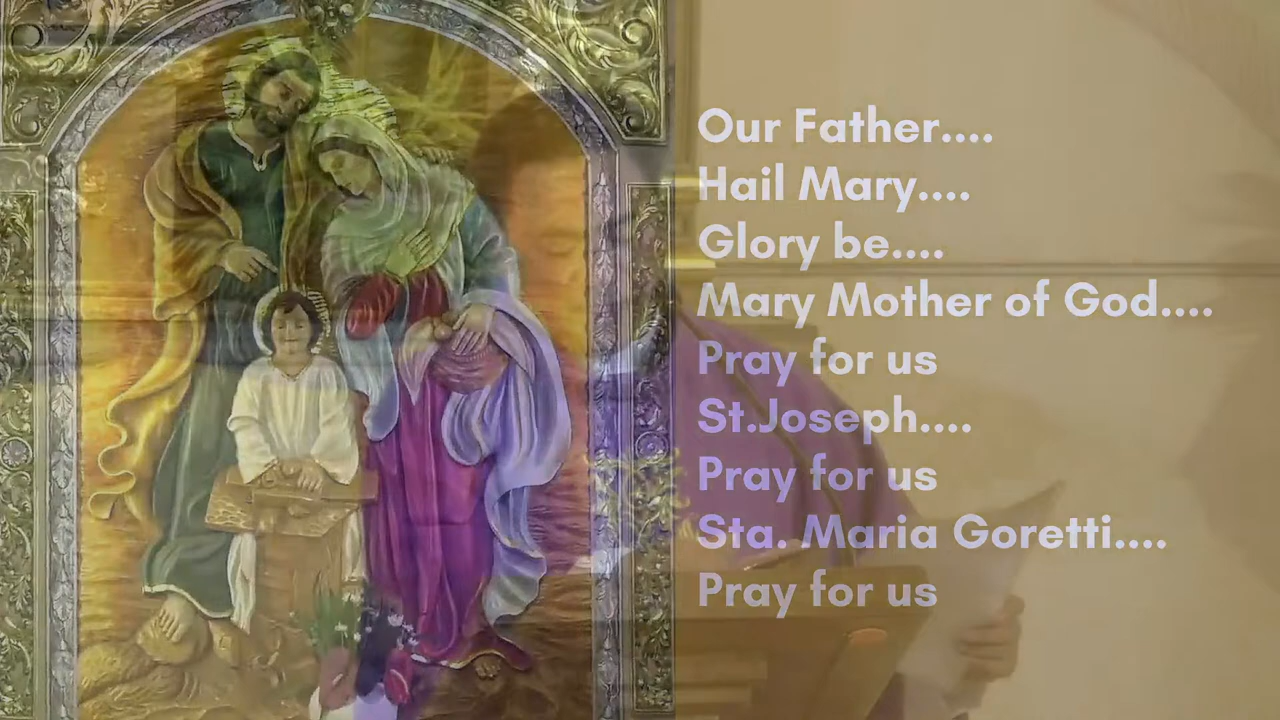 Our Father....
Hail Mary....
Glory be....
Mary Mother of God....
Pray for us
St.Joseph....
Pray for us
Sta. Maria Goretti....
Pray for us